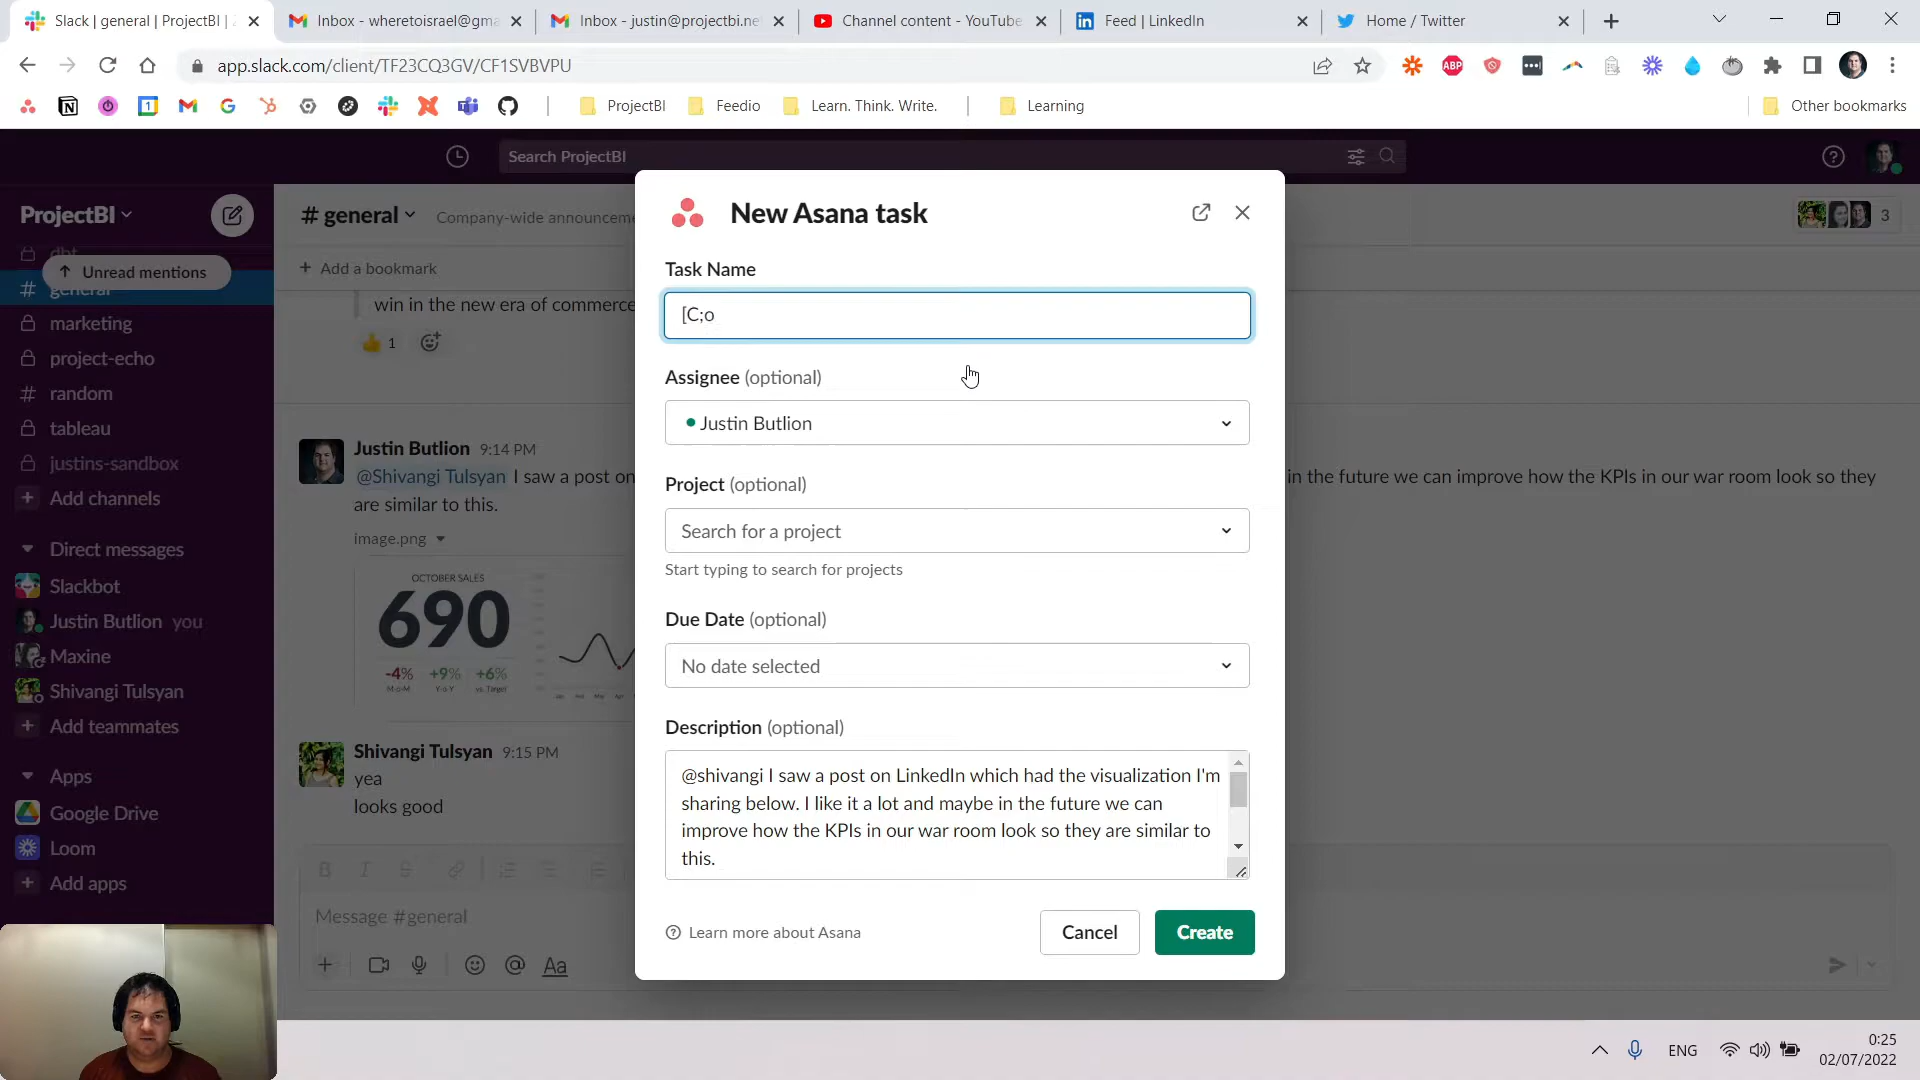 Slack | general | ProjectBI |
Inbox - wheretoisrael@gma
Inbox - justin@projectbi.ne
Channel content - YouTube
Feed | LinkedIn
Home / Twitter
app.slack.com/client/TF23CQ3GV/CF1SVBVPU
ABP
1
ProjectBI
Feedio
Learn. Think. Write.
Learning
Other bookmarks
Search ProjectBI
ProjectBI
# general
Company-wide announceme
3
dbt
Unread mentions
# general
+ Add a bookmark
marketing
project-echo
# random
tableau
justins-sandbox
+ Add channels
Direct messages
Slackbot
Justin Butlion you
Maxine
Shivangi Tulsyan
+ Add teammates
Apps
Google Drive
Loom
+ Add apps
win in the new era of commerce
1
Justin Butlion 9:14 PM
@Shivangi Tulsyan I saw a post on
in the future we can improve how the KPIs in our war room look so they
are similar to this.
image.png
OCTOBER SALES
690
-4% +9% +6%
M-o-M Y-o-Y vs. Target
Shivangi Tulsyan 9:15 PM
yea
looks good
Message #general
Aa
New Asana task
Task Name
[C;o
Assignee (optional)
Justin Butlion
Project (optional)
Search for a project
Start typing to search for projects
Due Date (optional)
No date selected
Description (optional)
@shivangi I saw a post on LinkedIn which had the visualization I'm
sharing below. I like it a lot and maybe in the future we can
improve how the KPIs in our war room look so they are similar to
this.
Learn more about Asana
Cancel
Create
ENG
0:25
02/07/2022